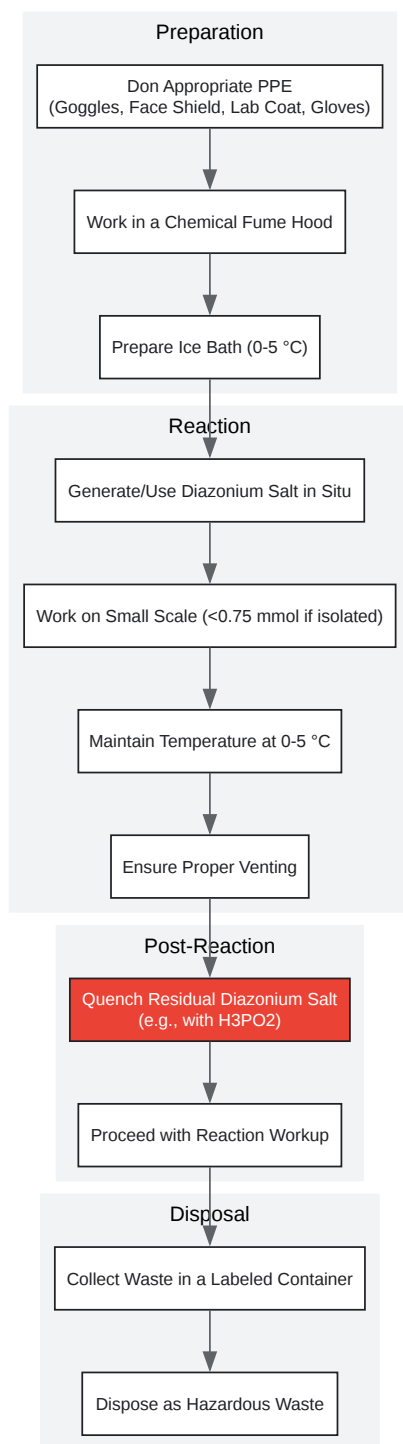 Preparation
Don Appropriate PPE
(Goggles, Face Shield, Lab Coat, Gloves)
Work in a Chemical Fume Hood
Prepare Ice Bath (0-5 °C)
Reaction
Generate/Use Diazonium Salt in Situ
Work on Small Scale (<0.75 mmol if isolated)
Maintain Temperature at 0-5 °C
Ensure Proper Venting
Post-Reaction
Quench Residual Diazonium Salt
(e.g., with H3PO2)
Proceed with Reaction Workup
Disposal
Collect Waste in a Labeled Container
Dispose as Hazardous Waste